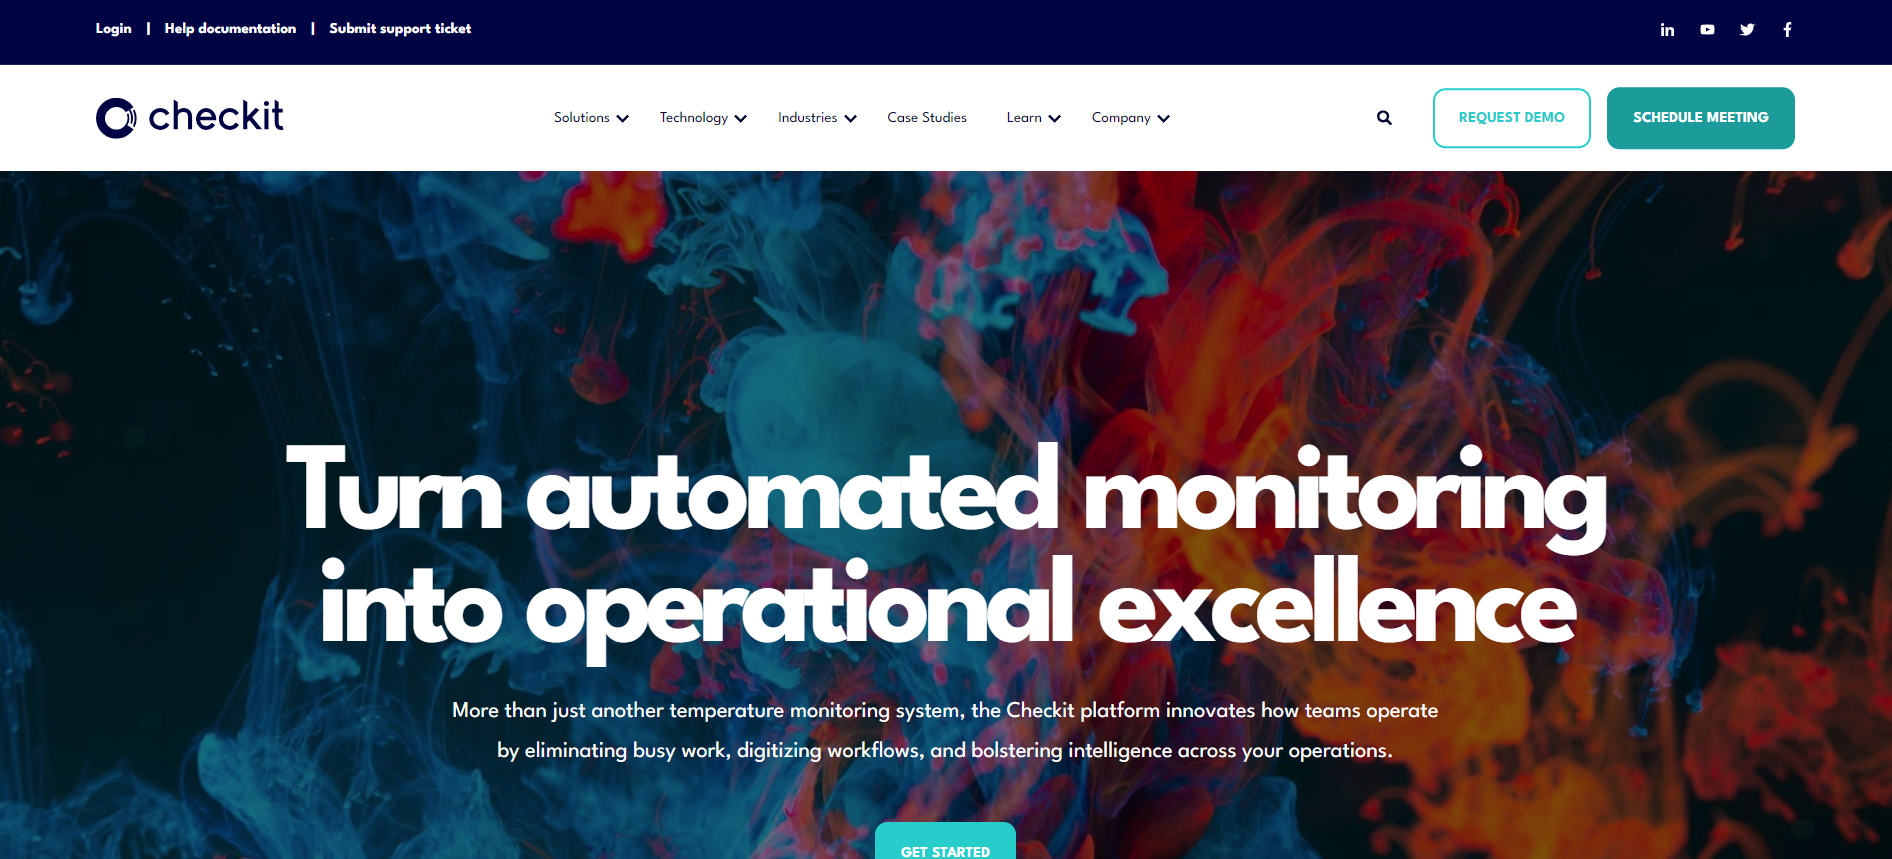 Login | Help documentation | Submit support ticket
checkit
Solutions Technology Industries Case Studies Learn Company
REQUEST DEMO
SCHEDULE MEETING
Turn automated monitoring
into operational excellence
More than just another temperature monitoring system, the Checkit platform innovates how teams operate
by eliminating busy work, digitizing workflows, and bolstering intelligence across your operations.
GET STARTED